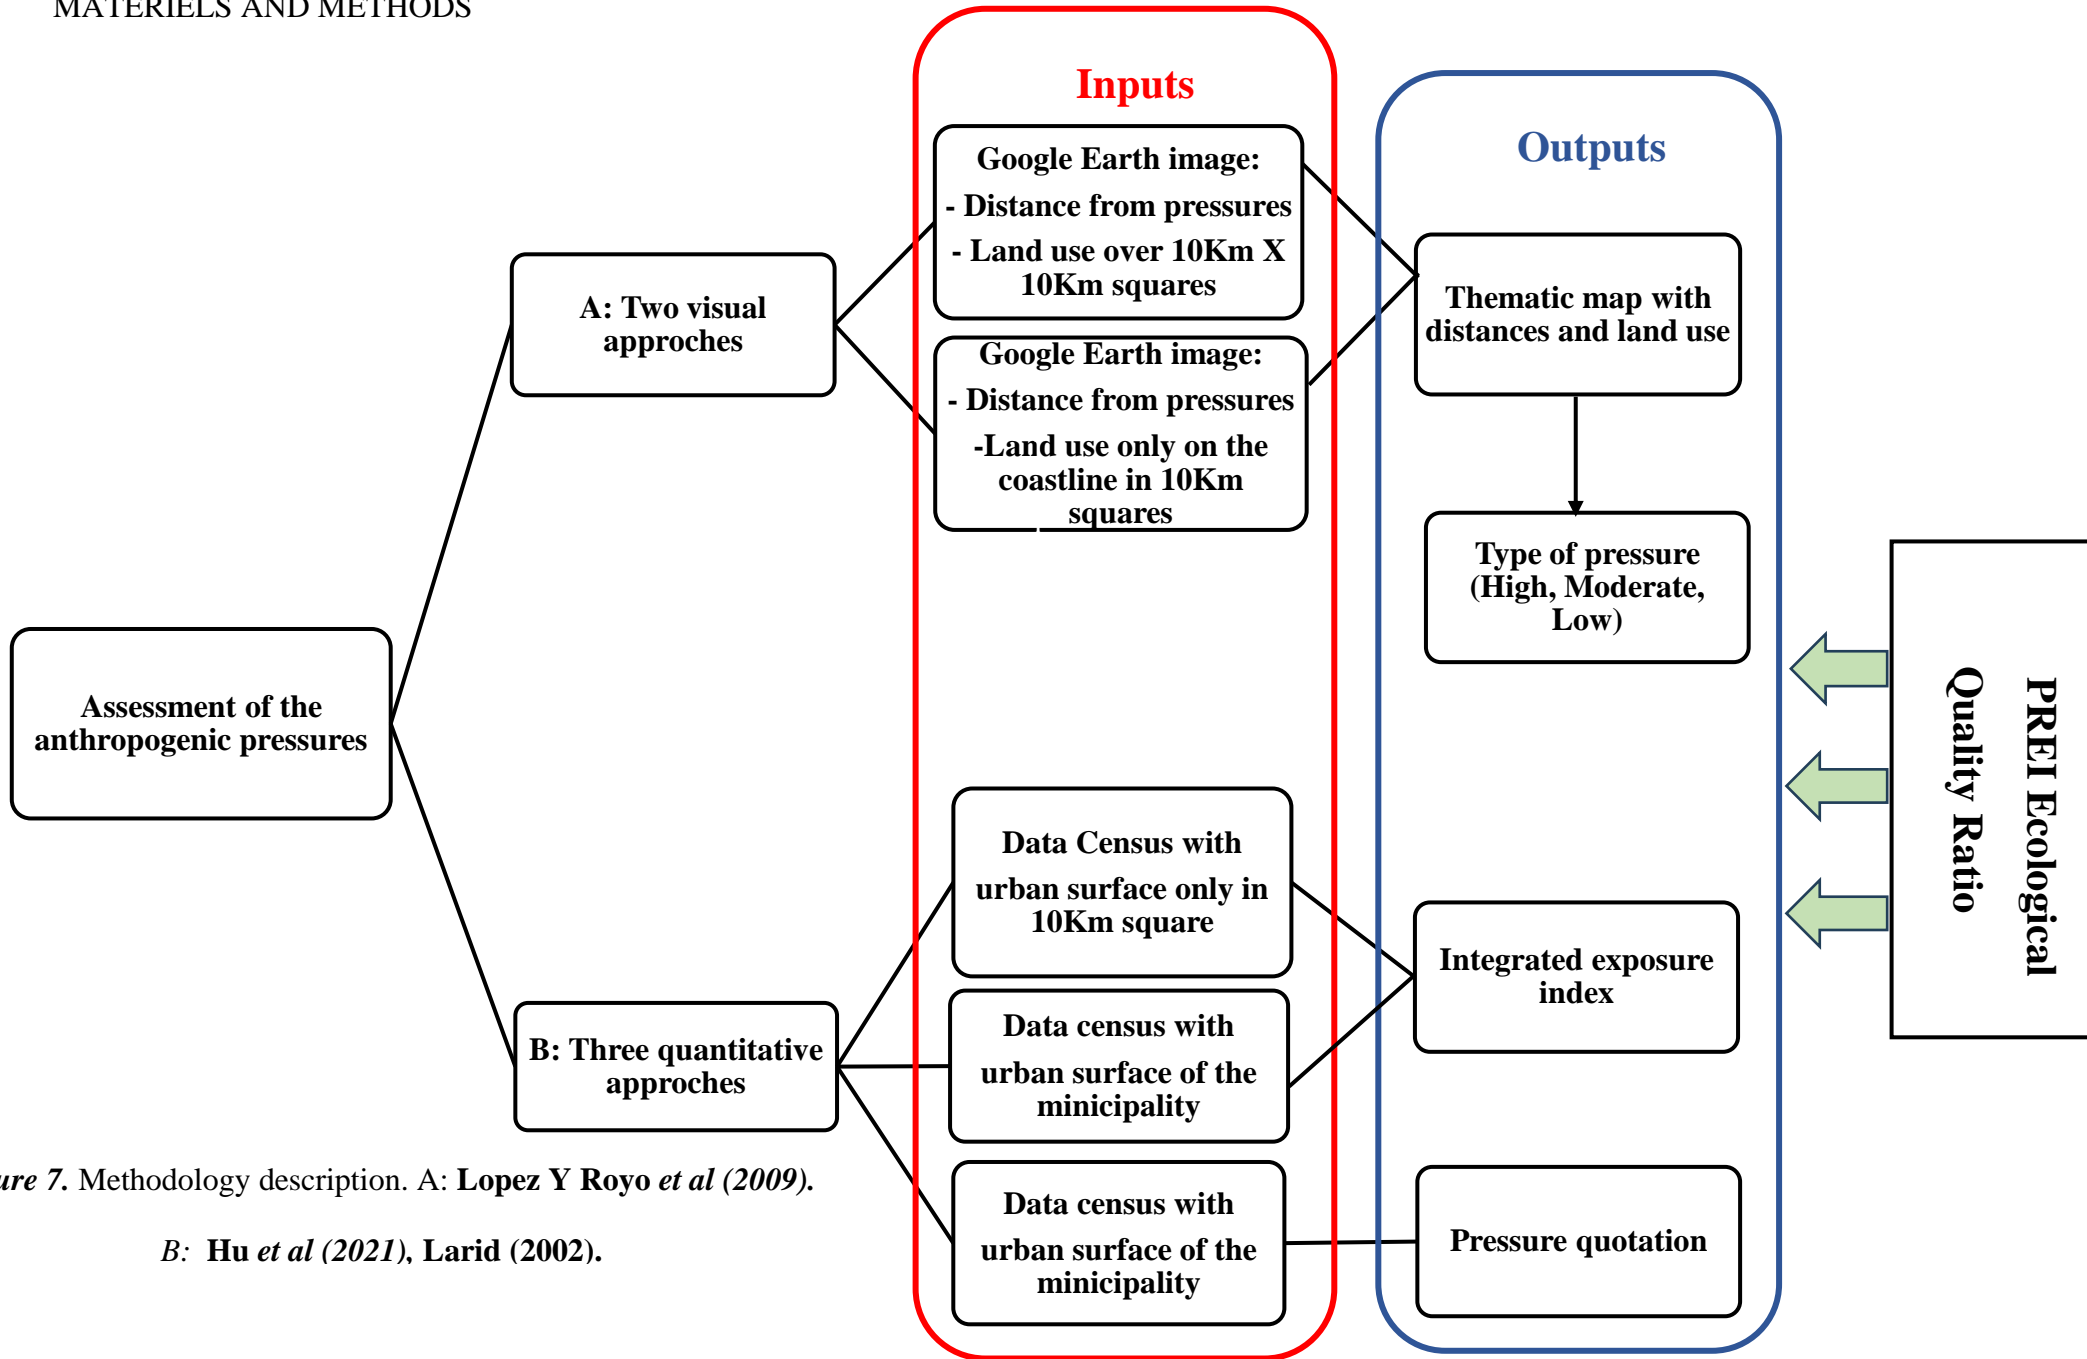 MATERIELS AND METHODS
Inputs
Outputs
Google Earth image:
- Distance from pressures
- Land use over 10Km X
10Km squares
A: Two visual
approches
Google Earth image:
- Distance from pressures
-Land use only on the
coastline in 10Km
squares
Thematic map with
distances and land use
Type of pressure
(High, Moderate,
Low)
Assessment of the
anthropogenic pressures
PREI Ecological
Quality Ratio
Data Census with
urban surface only in
10Km square
Integrated exposure
index
B: Three quantitative
approches
Data census with
urban surface of the
minicipality
Data census with
urban surface of the
minicipality
Pressure quotation
ure 7. Methodology description. A: Lopez Y Royo et al (2009).
B: Hu et al (2021), Larid (2002).